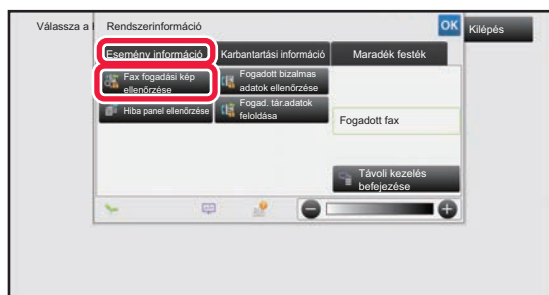 Válassza a
Rendszerinformáció
OK
Kilépés
Esemény információ
Karbantartási információ
Maradék festék
Fax fogadási kép
ellenőrzése
Fogadott bizalmas
adatok ellenőrzése
Hiba panel ellenőrzése
Fogad. tár.adatok
feloldása
Fogadott fax
Távoli kezelés
befejezése